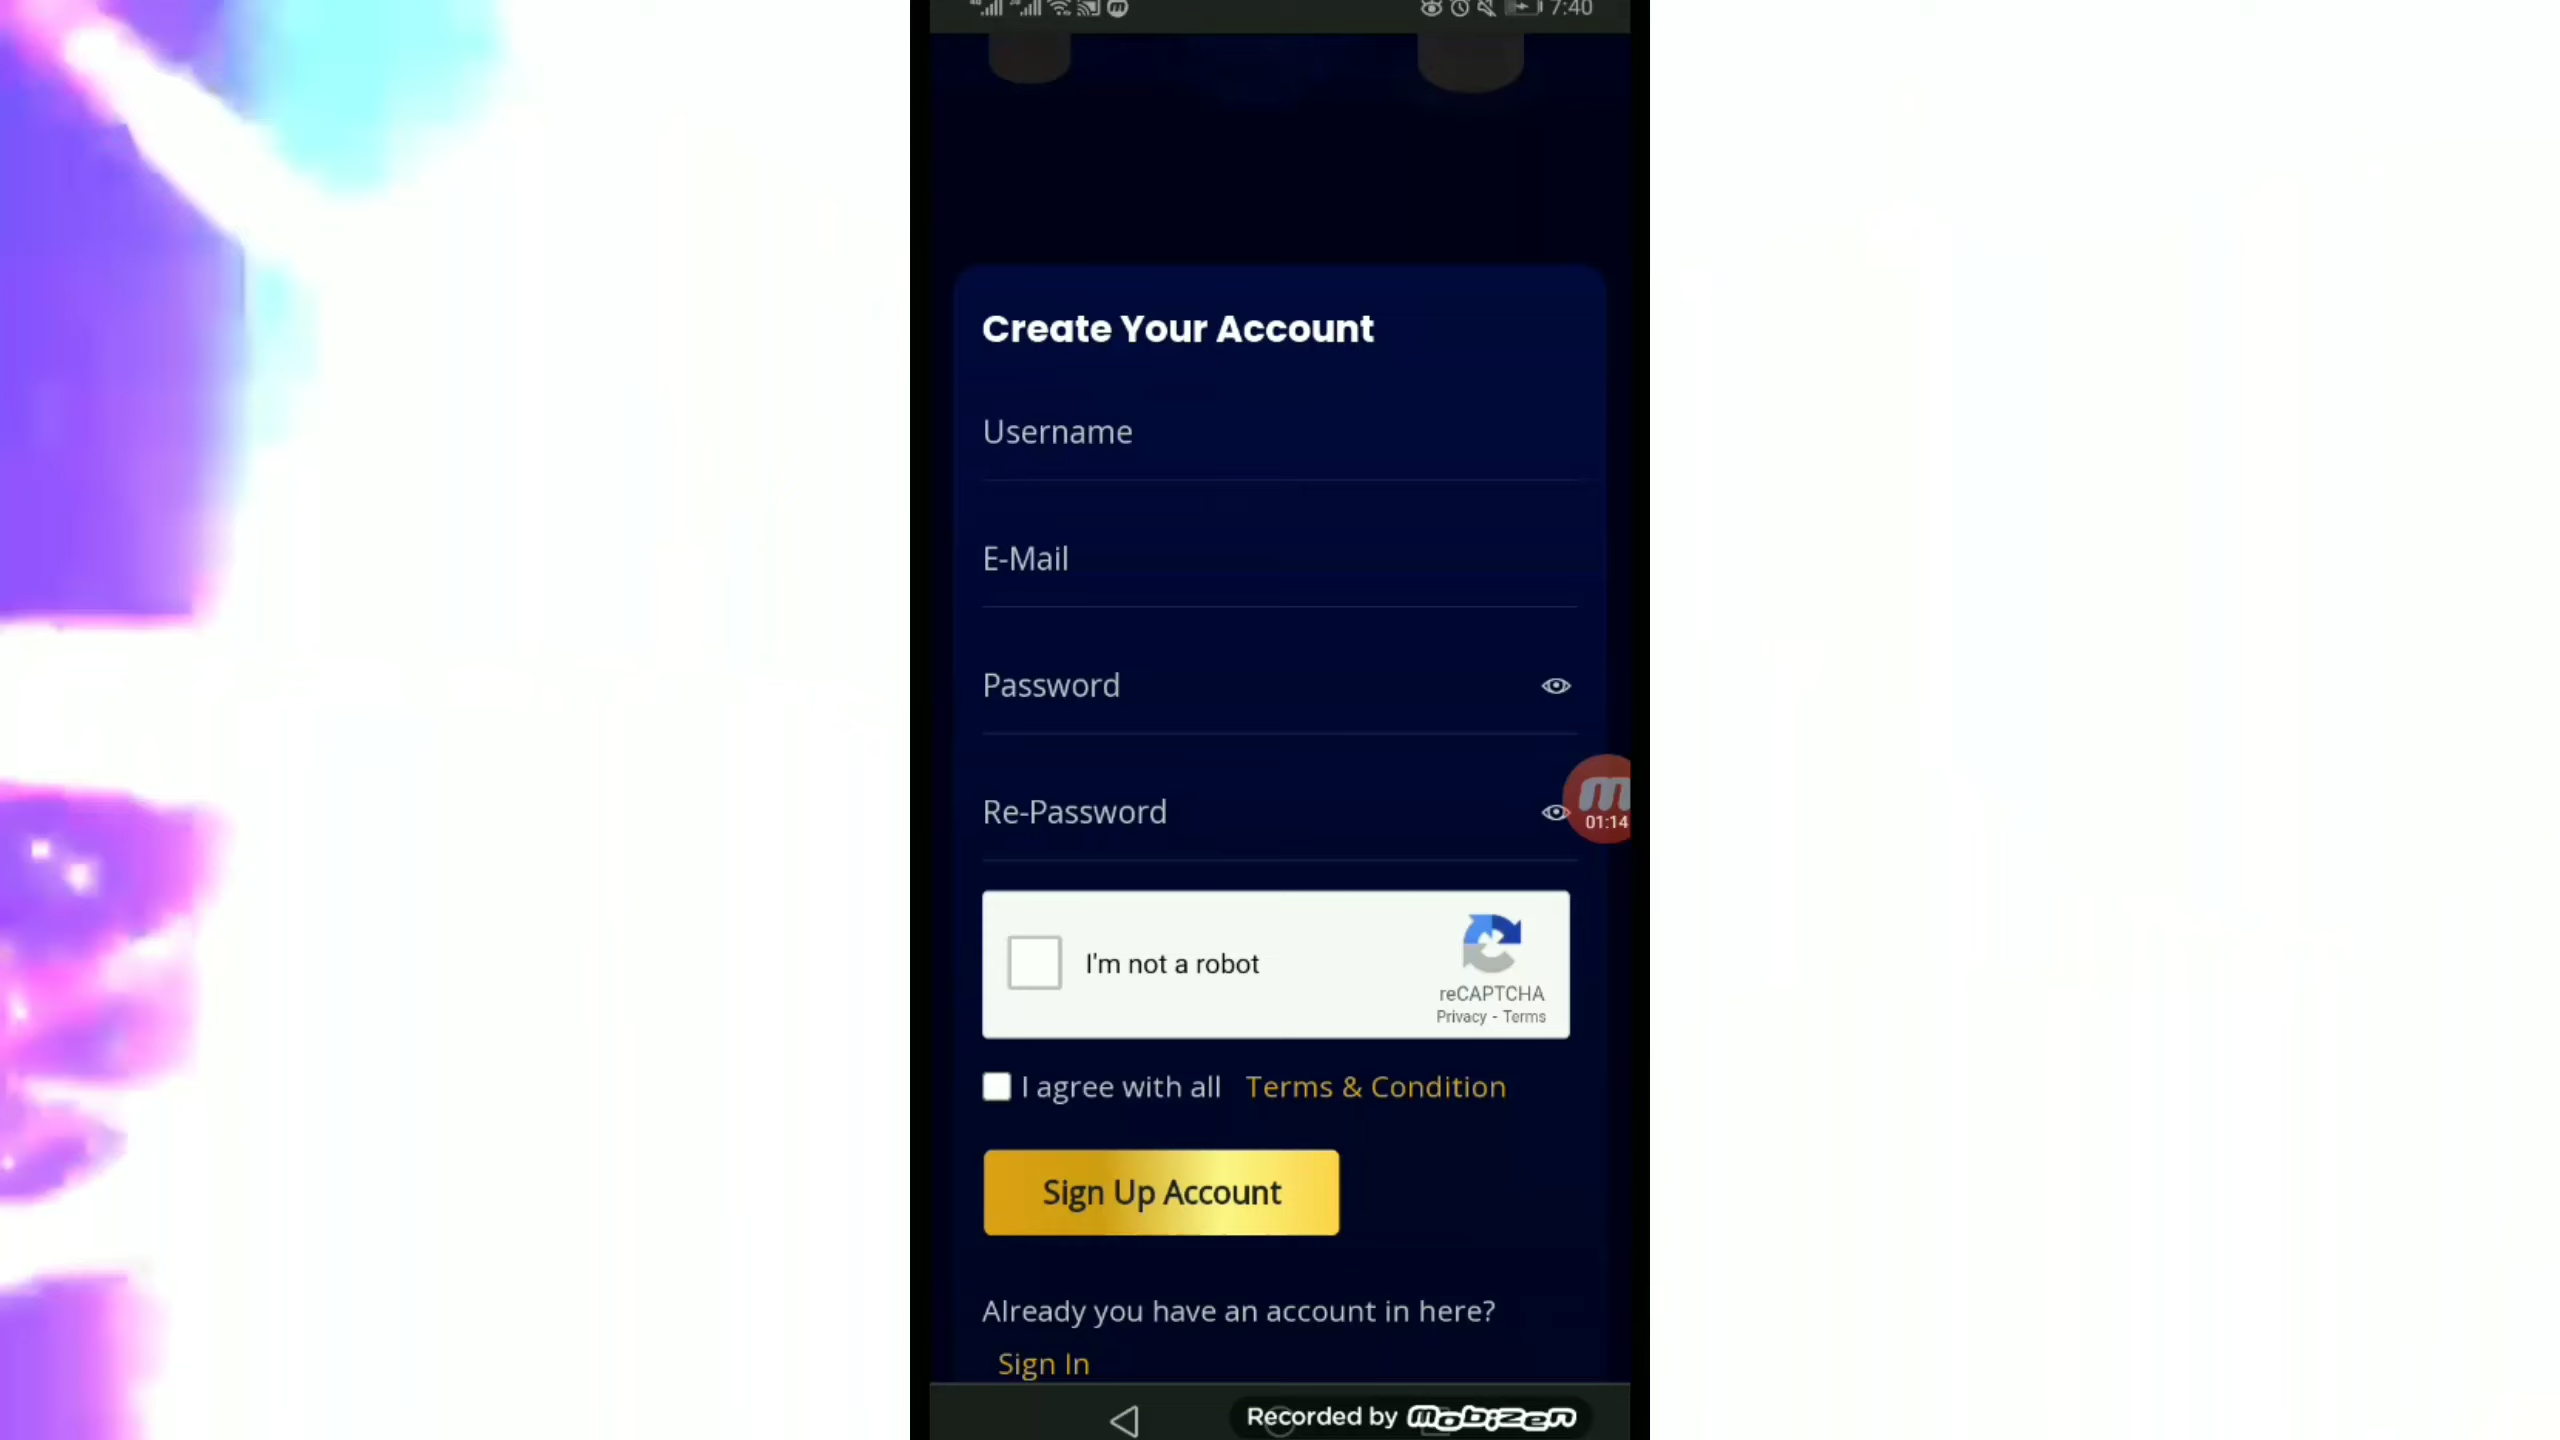 7:40
Create Your Account
Username
E-Mail
Password
Re-Password
01:14
I'm not a robot
reCAPTCHA
Privacy - Terms
I agree with all Terms & Condition
Sign Up Account
Already you have an account in here?
Sign In
Recorded by Mobizen